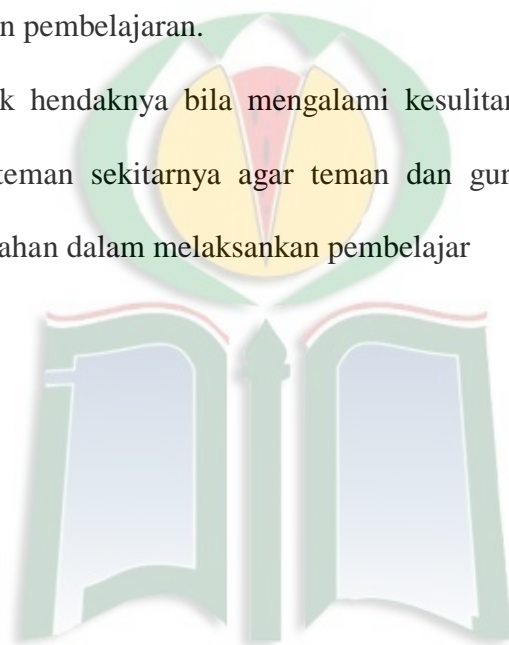 n pembelajaran.
k hendaknya bila mengalami kesulitan
teman sekitarnya agar teman dan gur
ahan dalam melaksankan pembelajar